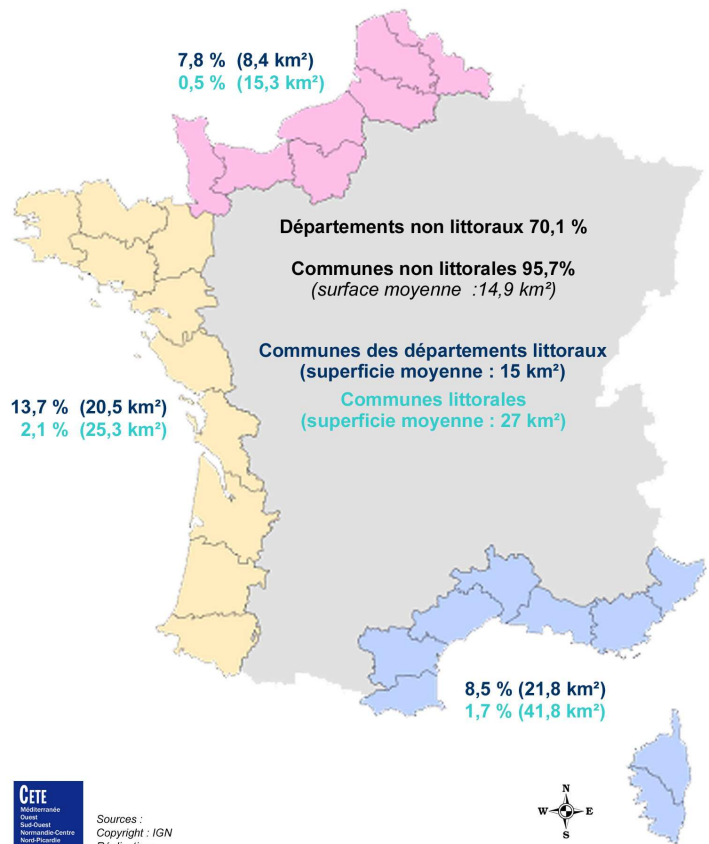 7,8 % (8,4 km²)
0,5 % (15,3 km²)
Départements non littoraux 70,1 %
Communes non littorales 95,7%
(surface moyenne :14,9 km²)
Communes des départements littoraux
(superficie moyenne : 15 km²)
Communes littorales
(superficie moyenne : 27 km²)
13,7 % (20,5 km²)
2,1 % (25,3 km²)
8,5 % (21,8 km²)
1,7 % (41,8 km²)
CETE
Méditerranée
Ouest
Sud-Ouest
Normandie-Centre
Nord-Picardie
Sources :
Copyright : IGN
N
W E
S